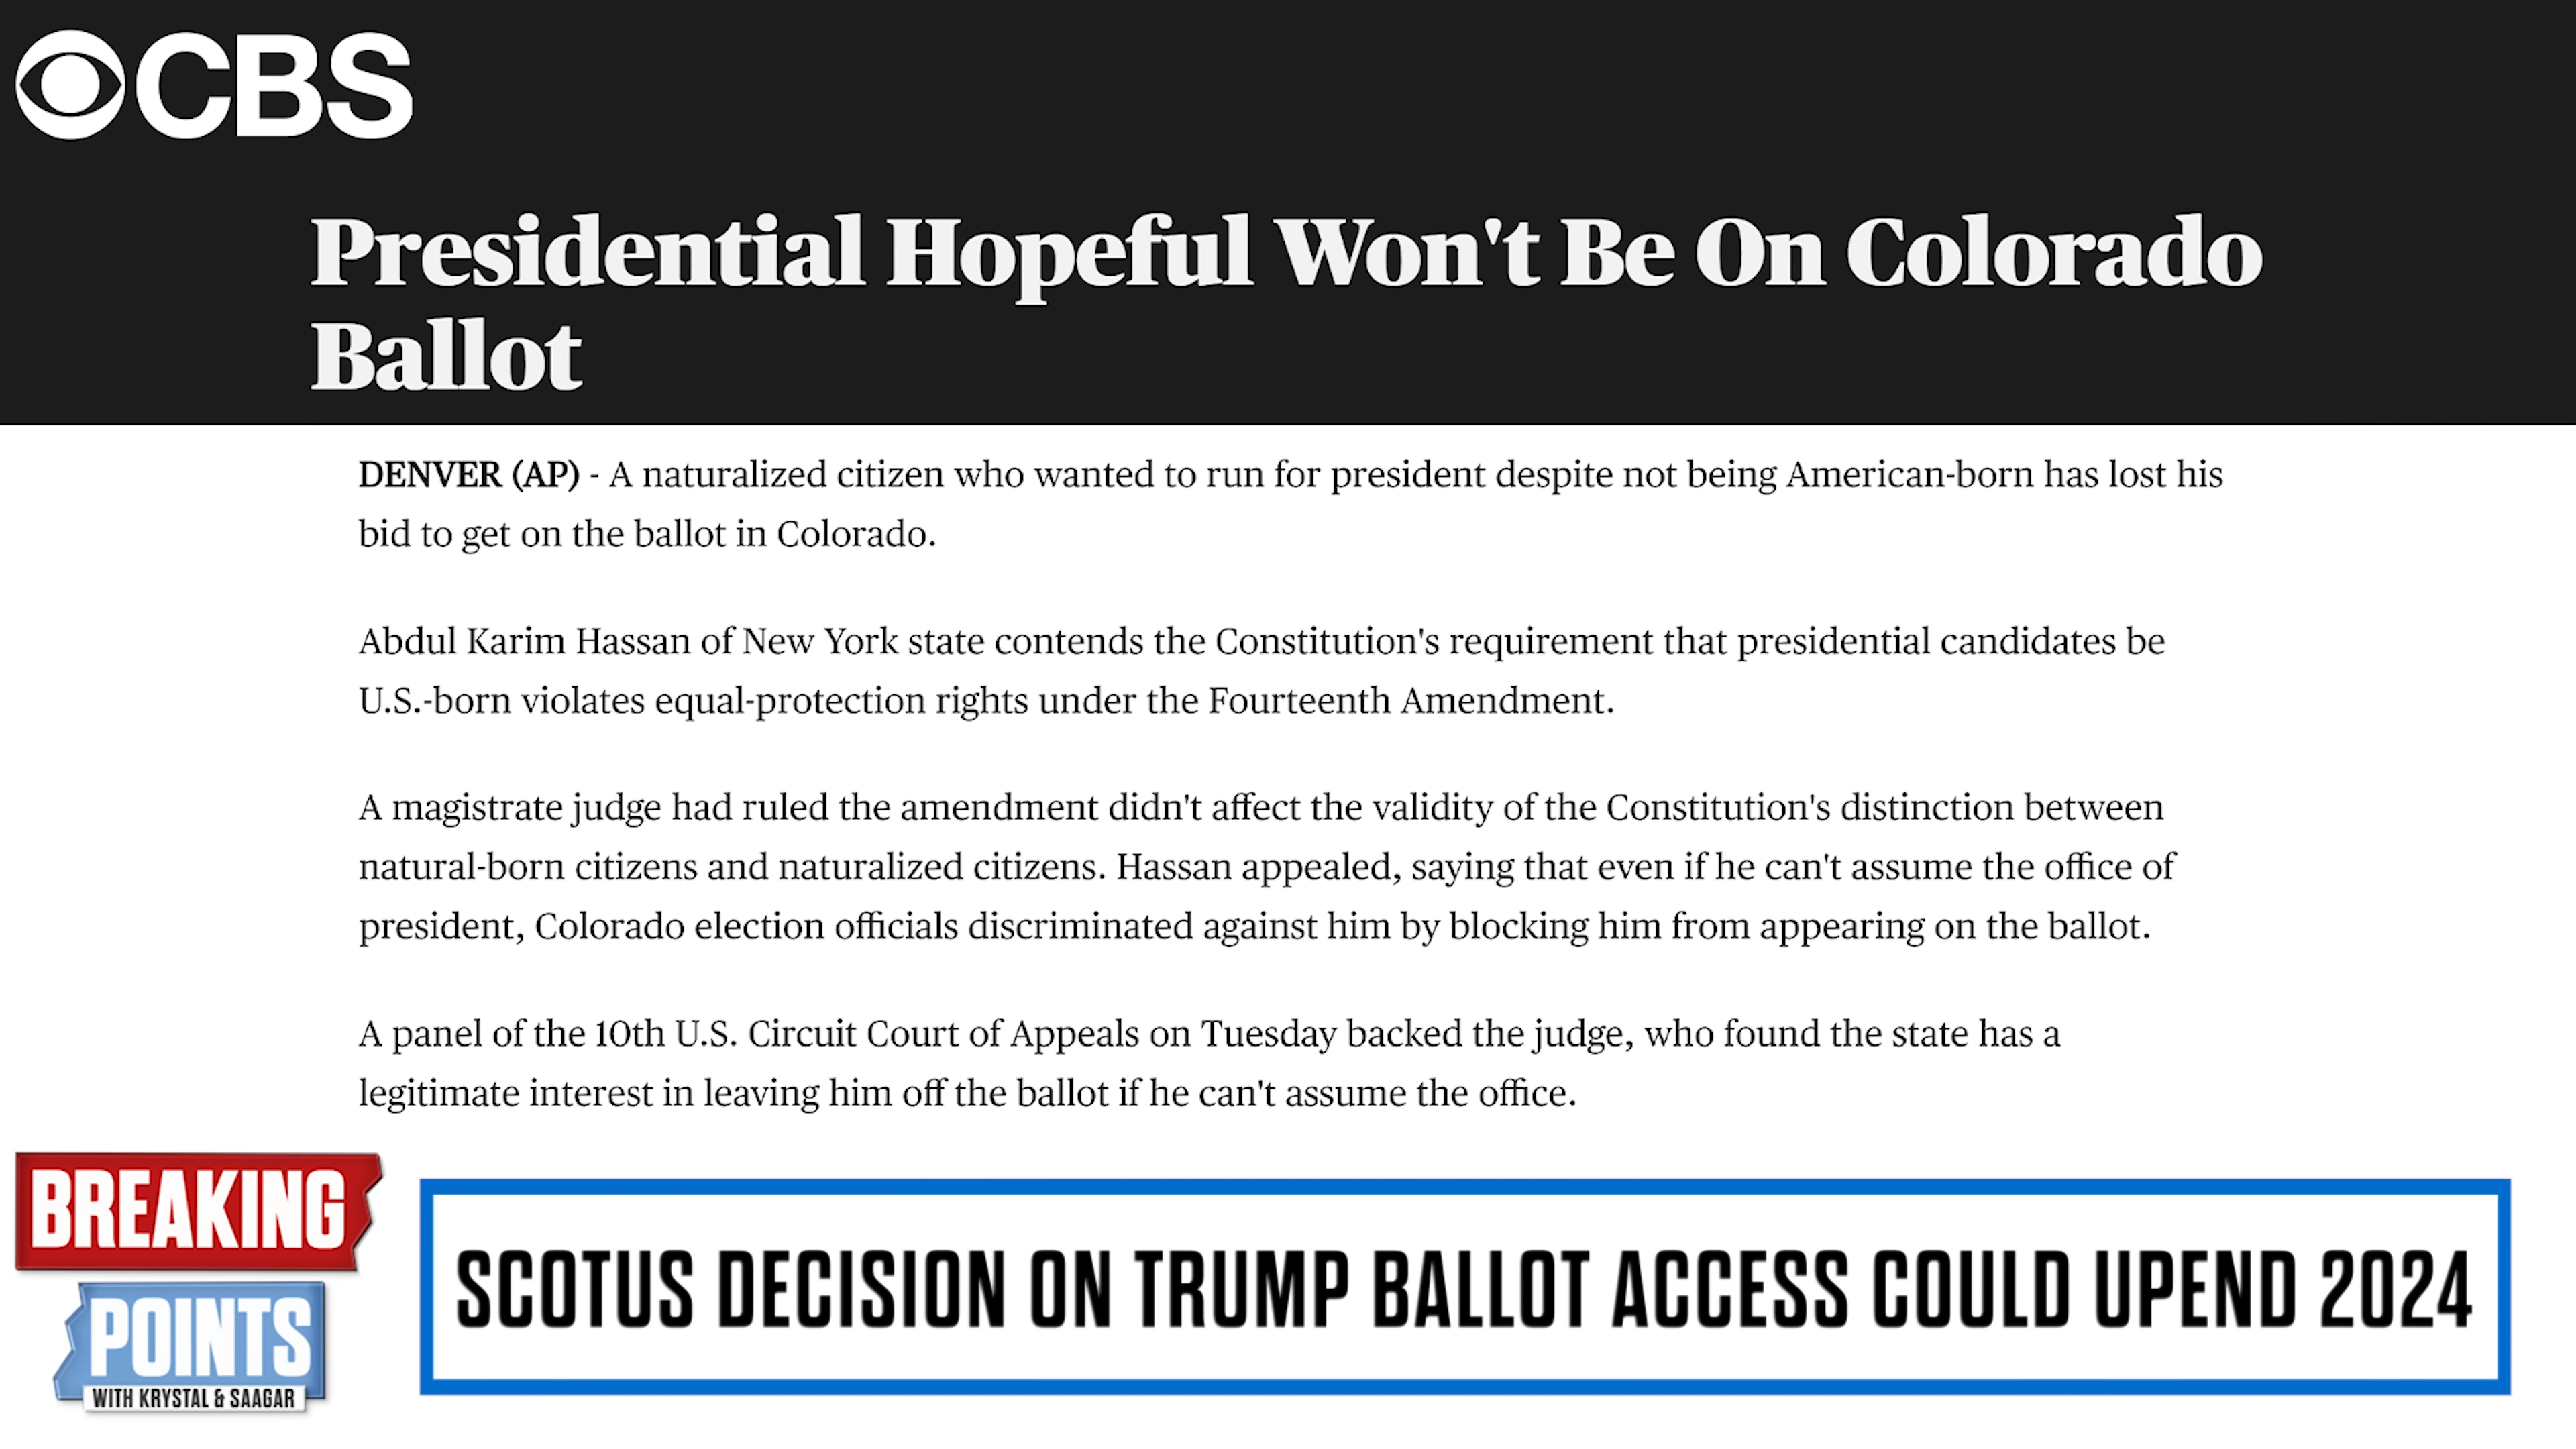 CBS
Presidential Hopeful Won't Be On Colorado
Ballot
DENVER (AP) - A naturalized citizen who wanted to run for president despite not being American-born has lost his
bid to get on the ballot in Colorado.
Abdul Karim Hassan of New York state contends the Constitution's requirement that presidential candidates be
U.S.-born violates equal-protection rights under the Fourteenth Amendment.
A magistrate judge had ruled the amendment didn't affect the validity of the Constitution's distinction between
natural-born citizens and naturalized citizens. Hassan appealed, saying that even if he can't assume the office of
president, Colorado election officials discriminated against him by blocking him from appearing on the ballot.
A panel of the 10th U.S. Circuit Court of Appeals on Tuesday backed the judge, who found the state has a
legitimate interest in leaving him off the ballot if he can't assume the office.
BREAKING
POINTS
WITH KRYSTAL & SAAGAR
SCOTUS DECISION ON TRUMP BALLOT ACCESS COULD UPEND 2024